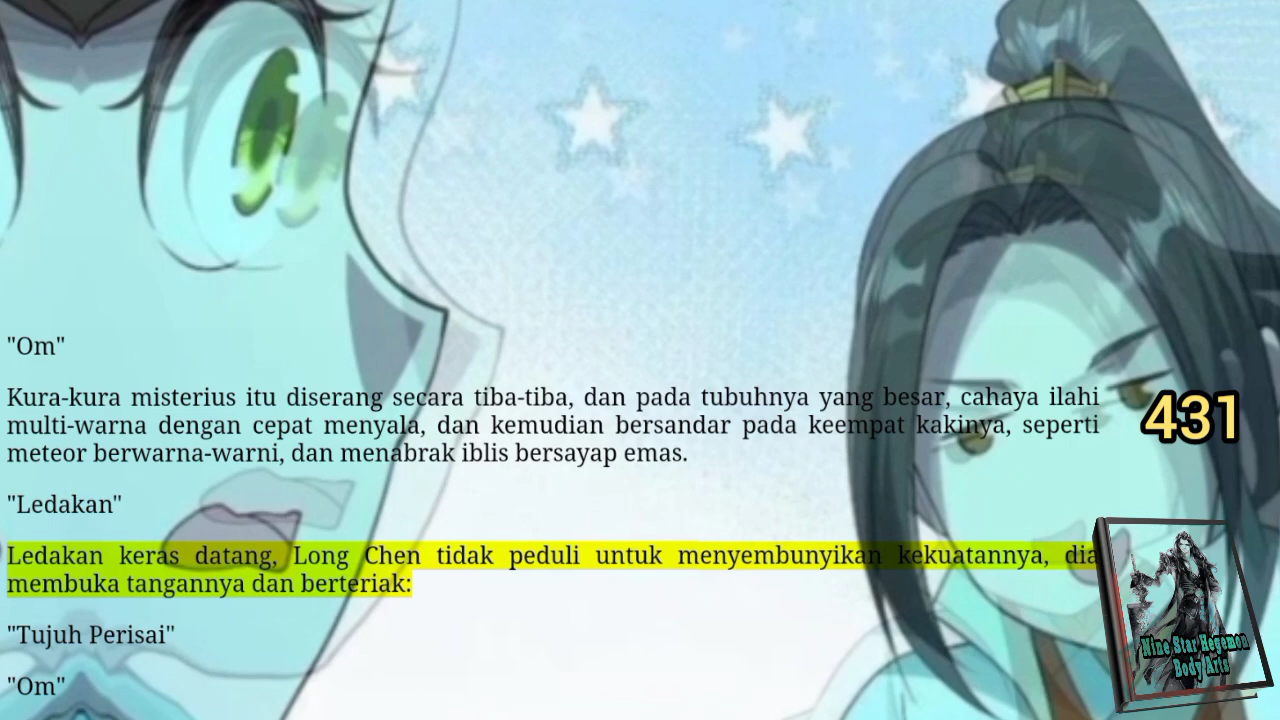 "Om"
Kura-kura misterius itu diserang secara tiba-tiba, dan pada tubuhnya yang besar, cahaya ilahi
multi-warna dengan cepat menyala, dan kemudian bersandar pada keempat kakinya, seperti
meteor berwarna-warni, dan menabrak iblis bersayap emas.
"Ledakan"
Ledakan keras datang, Long Chen tidak peduli untuk menyembunyikan kekuatannya, dia
membuka tangannya dan berteriak:
"Tujuh Perisai"
"Om"
431
Nine Star Hegemon
Body Arts